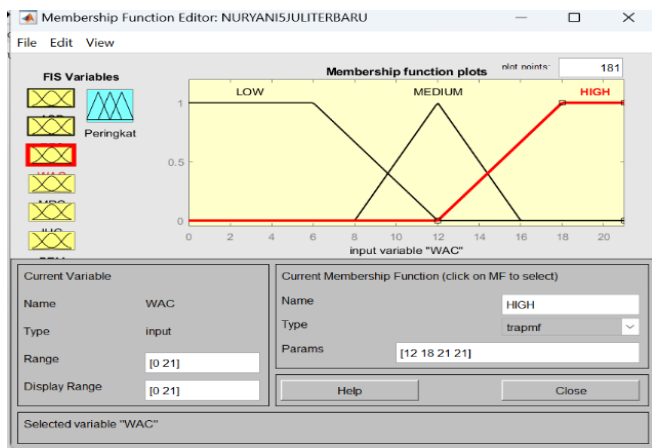 Membership Function Editor: NURYANI5JULITERBARU
File Edit View
FIS Variables
Peringkat
WAC
Membership function plots
plot points:
181
LOW
MEDIUM
HIGH
1
0.5
0
0 2 4 6 8 10 12 14 16 18 20
input variable "WAC"
Current Variable
Name WAC
Type input
Range [0 21]
Display Range [0 21]
Current Membership Function (click on MF to select)
Name HIGH
Type trapmf
Params [12 18 21 21]
Help
Close
Selected variable "WAC"